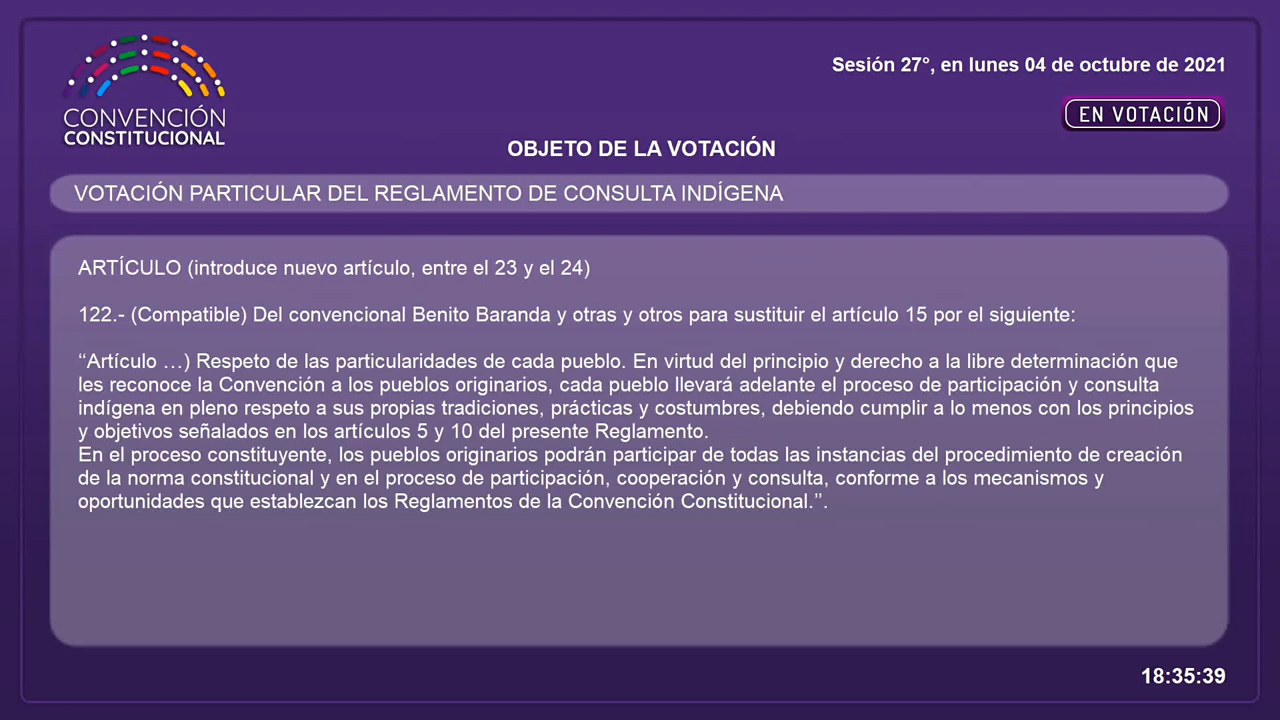 CONVENCIÓN
CONSTITUCIONAL
Sesión 27°, en lunes 04 de octubre de 2021
EN VOTACIÓN
OBJETO DE LA VOTACIÓN
VOTACIÓN PARTICULAR DEL REGLAMENTO DE CONSULTA INDÍGENA
ARTÍCULO (introduce nuevo artículo, entre el 23 y el 24)
122.- (Compatible) Del convencional Benito Baranda y otras y otros para sustituir el artículo 15 por el siguiente:
“Artículo …) Respeto de las particularidades de cada pueblo. En virtud del principio y derecho a la libre determinación que
les reconoce la Convención a los pueblos originarios, cada pueblo llevará adelante el proceso de participación y consulta
indígena en pleno respeto a sus propias tradiciones, prácticas y costumbres, debiendo cumplir a lo menos con los principios
y objetivos señalados en los artículos 5 y 10 del presente Reglamento.
En el proceso constituyente, los pueblos originarios podrán participar de todas las instancias del procedimiento de creación
de la norma constitucional y en el proceso de participación, cooperación y consulta, conforme a los mecanismos y
oportunidades que establezcan los Reglamentos de la Convención Constitucional.”.
18:35:39